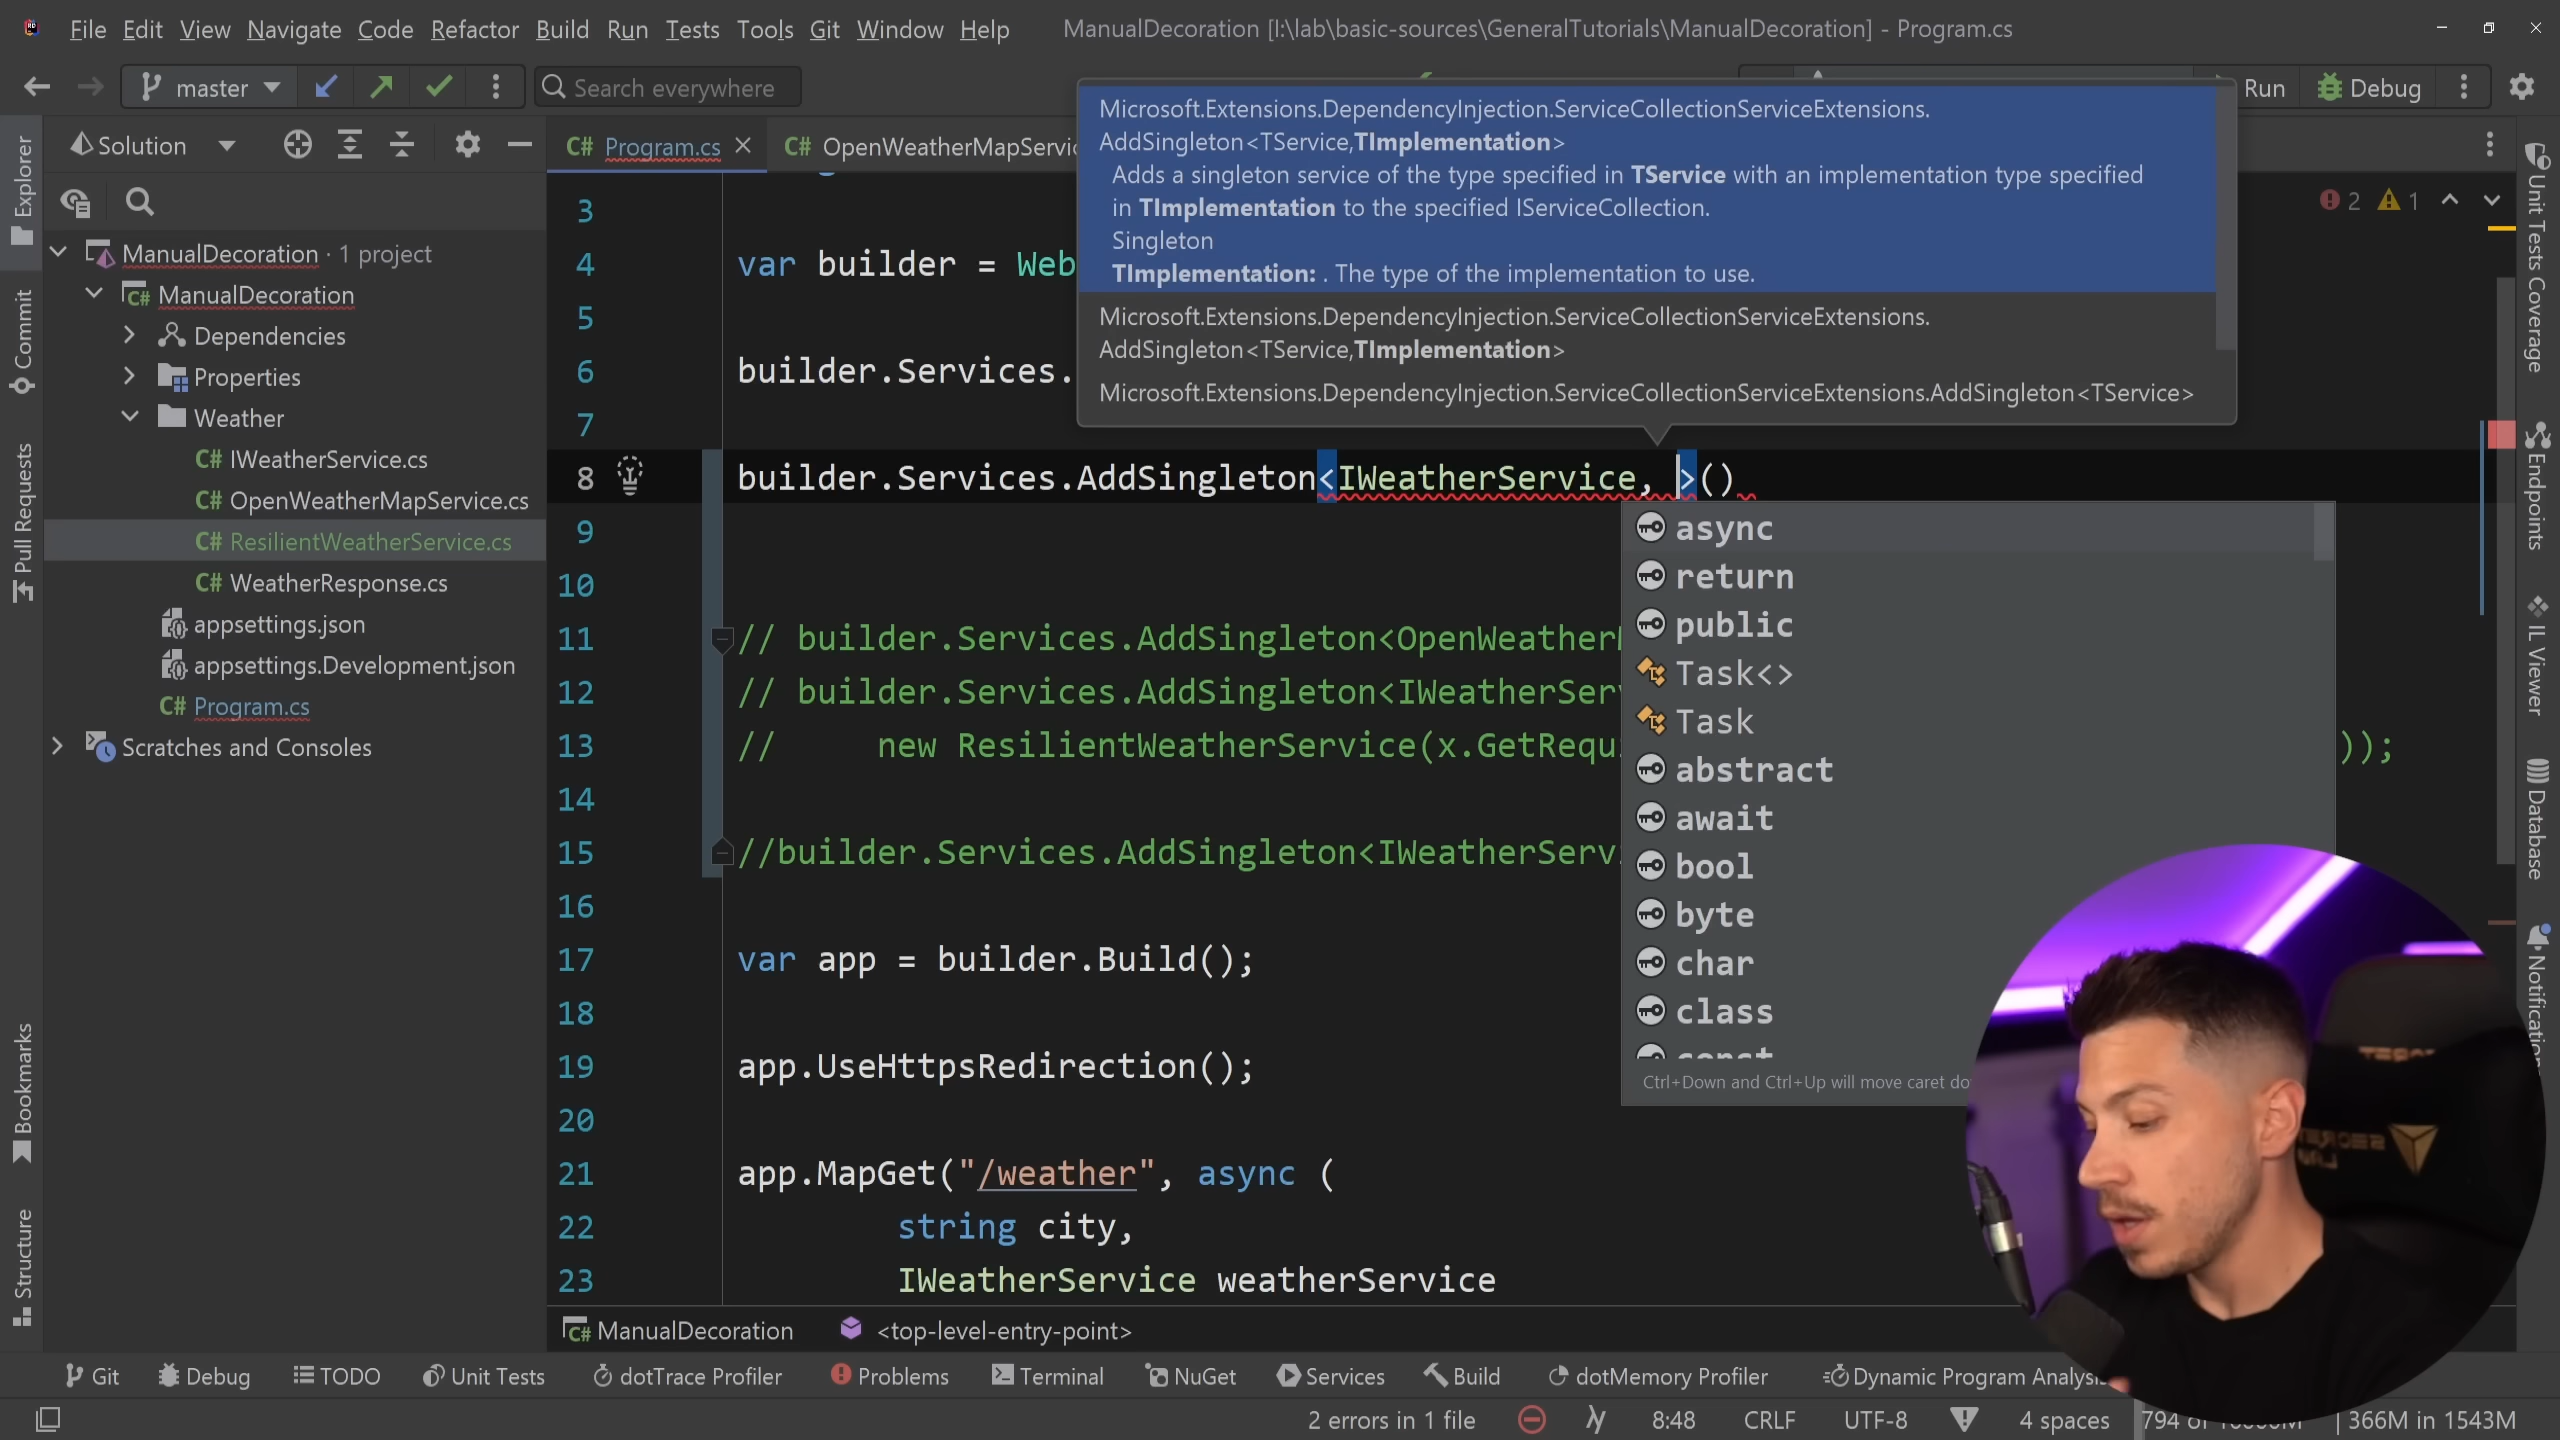 File Edit View Navigate Code Refactor Build Run Tests Tools Git Window Help ManualDecoration [I:\lab\basic-sources\GeneralTutorials\ManualDecoration] - Program.cs
master Search everywhere Run Debug
Solution
Program.cs
OpenWeatherMapServic
Explorer
Commit
Pull Requests
Bookmarks
Structure
ManualDecoration · 1 project
ManualDecoration
Dependencies
Properties
Weather
C# IWeatherService.cs
C# OpenWeatherMapService.cs
C# ResilientWeatherService.cs
C# WeatherResponse.cs
appsettings.json
appsettings.Development.json
C# Program.cs
Scratches and Consoles
Microsoft.Extensions.DependencyInjection.ServiceCollectionServiceExtensions.
AddSingleton<TService,TImplementation>
Adds a singleton service of the type specified in TService with an implementation type specified
in TImplementation to the specified IServiceCollection.
Singleton
TImplementation: . The type of the implementation to use.
Microsoft.Extensions.DependencyInjection.ServiceCollectionServiceExtensions.
AddSingleton<TService,TImplementation>
Microsoft.Extensions.DependencyInjection.ServiceCollectionServiceExtensions.AddSingleton<TService>
2 1
3
4 var builder = Web
5
6 builder.Services.
7
8 builder.Services.AddSingleton<IWeatherService, >()
9
10
11 // builder.Services.AddSingleton<OpenWeather
12 // builder.Services.AddSingleton<IWeatherSer
13 // new ResilientWeatherService(x.GetRequ ));
14
15 //builder.Services.AddSingleton<IWeatherServ
16
17 var app = builder.Build();
18
19 app.UseHttpsRedirection();
20
21 app.MapGet("/weather", async (
22 string city,
23 IWeatherService weatherService
async
return
public
Task<>
Task
abstract
await
bool
byte
char
class
const
Ctrl+Down and Ctrl+Up will move caret do
Unit Tests Coverage
Endpoints
IL Viewer
Database
Notification
ManualDecoration <top-level-entry-point>
Git Debug TODO Unit Tests dotTrace Profiler Problems Terminal NuGet Services Build dotMemory Profiler Dynamic Program Analysis
2 errors in 1 file 8:48 CRLF UTF-8 4 spaces 794 of 366M in 1543M